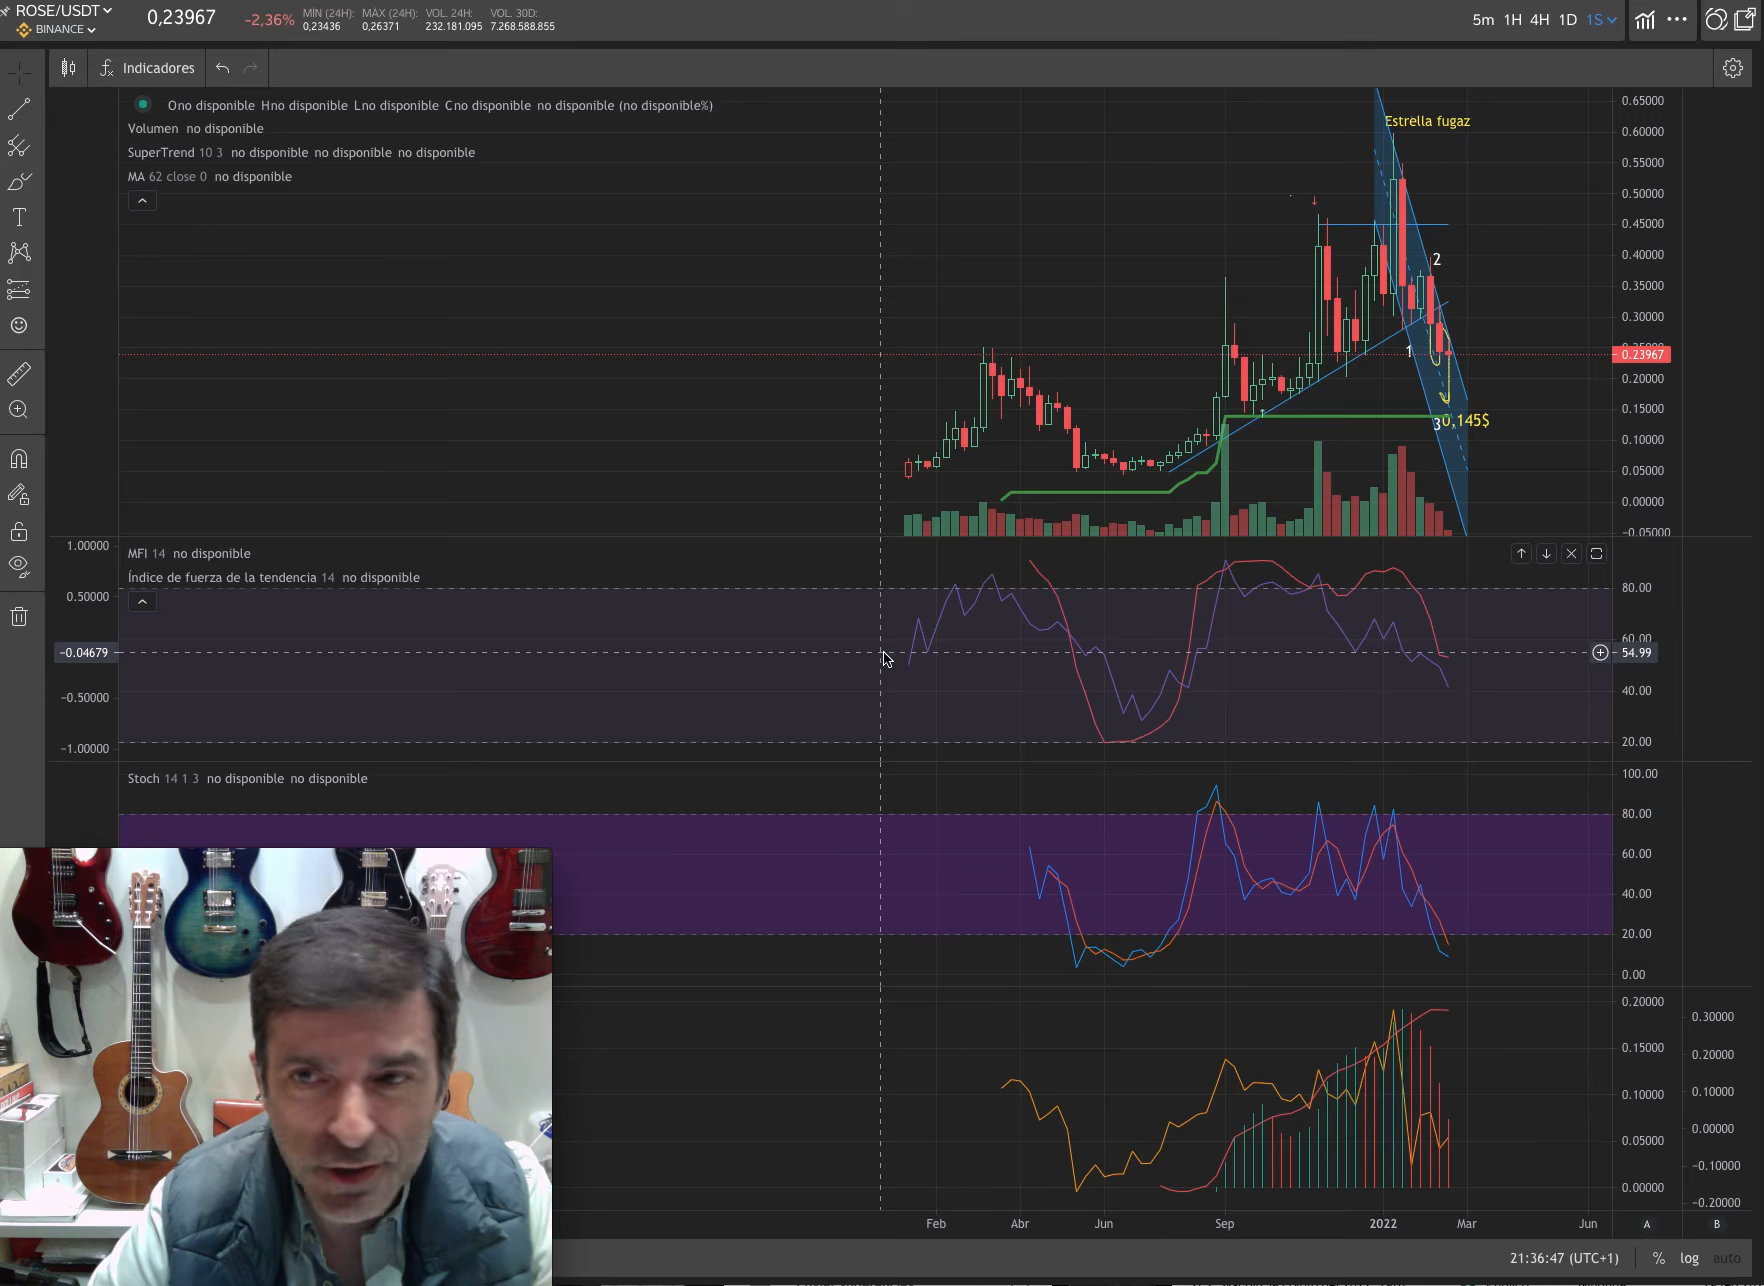 ROSE/USDT
BINANCE
0,23967
-2,36%
MÍN (24H):
0,23436
MÁX (24H):
0,26371
VOL. 24H:
232.181.095
VOL. 30D:
7.268.588.855
5m 1H 4H 1D 1S
Indicadores
Ono disponible Hno disponible Lno disponible Cno disponible no disponible (no disponible%)
Volumen no disponible
SuperTrend 10 3 no disponible no disponible no disponible
MA 62 close 0 no disponible
Estrella fugaz
2
1
3
0,145$
0.65000
0.60000
0.55000
0.50000
0.45000
0.40000
0.35000
0.30000
0.23967
0.20000
0.15000
0.10000
0.05000
0.00000
-0.05000
MFI 14 no disponible
Índice de fuerza de la tendencia 14 no disponible
1.00000
0.50000
-0.04679
-0.50000
-1.00000
80.00
60.00
54.99
40.00
20.00
Stoch 14 1 3 no disponible no disponible
100.00
80.00
60.00
40.00
20.00
0.00
0.20000
0.15000
0.10000
0.05000
0.00000
0.30000
0.20000
0.10000
0.00000
-0.10000
-0.20000
Feb Abr Jun Sep 2022 Mar Jun A B
21:36:47 (UTC+1) % log auto